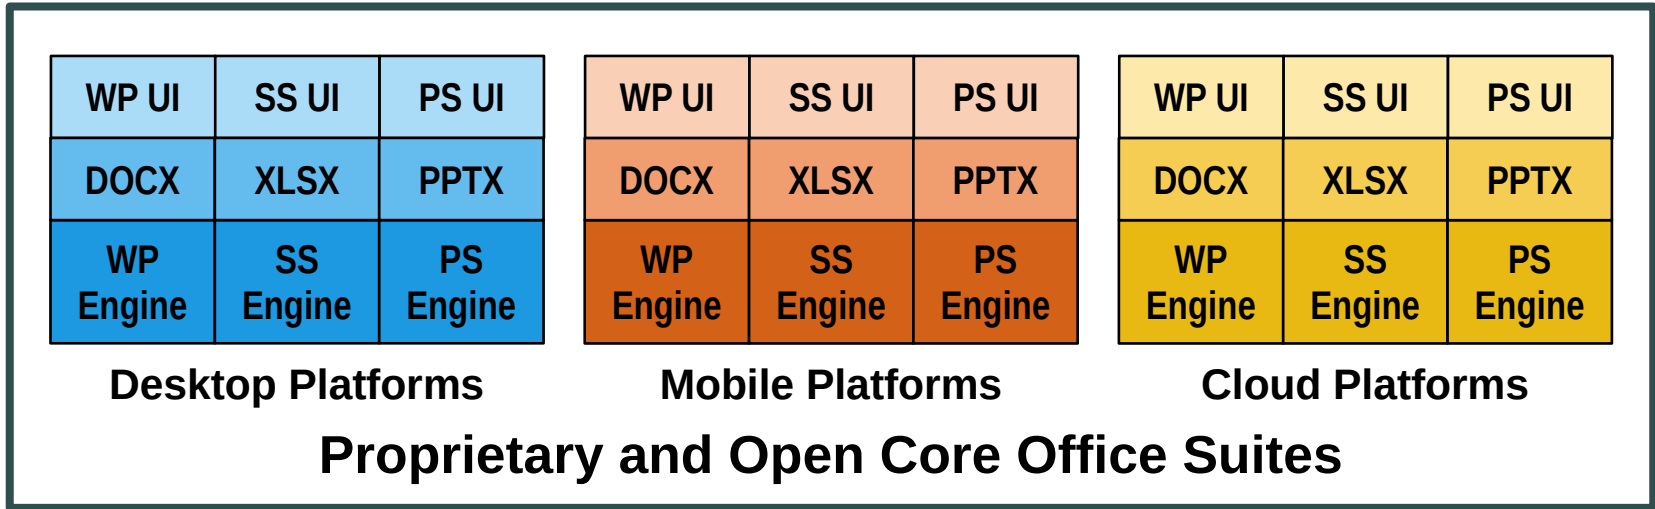 WP UI SS UI PS UI WP UI SS UI PS UI WP UI SS UI PS UI
DOCX XLSX PPTX DOCX XLSX PPTX DOCX XLSX PPTX
WP SS PS WP SS PS WP SS PS
Engine Engine Engine Engine Engine Engine Engine Engine Engine
Desktop Platforms Mobile Platforms Cloud Platforms
Proprietary and Open Core Office Suites